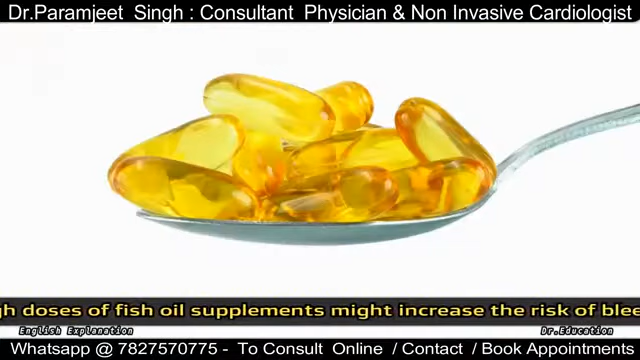 Dr.Paramjeet Singh : Consultant Physician & Non Invasive Cardiologist
doses of fish oil supplements might increase the risk of
English Explanation
Dr.Education
Whatsapp @ 7827570775 - To Consult Online / Contact / Book Appointments